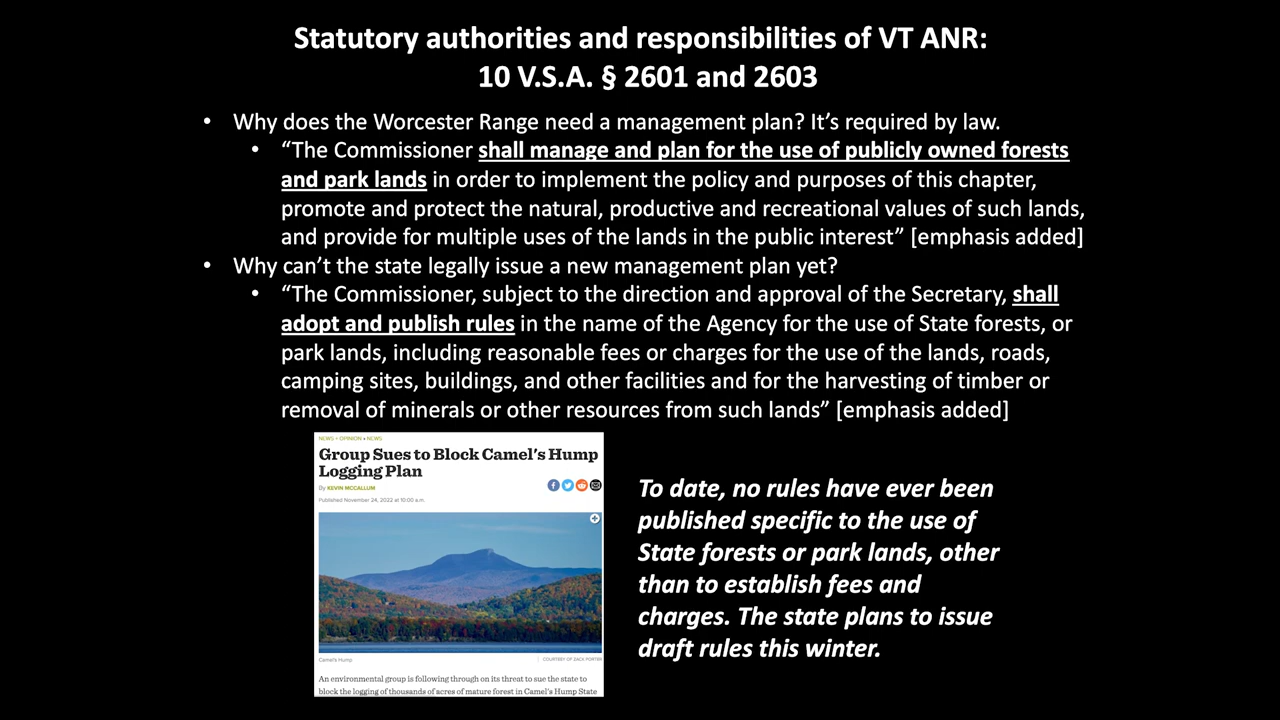 Statutory authorities and responsibilities of VT ANR:
10 V.S.A. § 2601 and 2603
• Why does the Worcester Range need a management plan? It’s required by law.
• “The Commissioner shall manage and plan for the use of publicly owned forests
and park lands in order to implement the policy and purposes of this chapter,
promote and protect the natural, productive and recreational values of such lands,
and provide for multiple uses of the lands in the public interest” [emphasis added]
• Why can’t the state legally issue a new management plan yet?
• “The Commissioner, subject to the direction and approval of the Secretary, shall
adopt and publish rules in the name of the Agency for the use of State forests, or
park lands, including reasonable fees or charges for the use of the lands, roads,
camping sites, buildings, and other facilities and for the harvesting of timber or
removal of minerals or other resources from such lands” [emphasis added]
NEWS + OPINION • NEWS
Group Sues to Block Camel's Hump
Logging Plan
By KEVIN MCCALLUM
Published November 24, 2022 at 10:00 a.m.
Camel's Hump
COURTESY OF ZACK PORTER
An environmental group is following through on its threat to sue the state to
block the logging of thousands of acres of mature forest in Camel's Hump State
To date, no rules have ever been
published specific to the use of
State forests or park lands, other
than to establish fees and
charges. The state plans to issue
draft rules this winter.